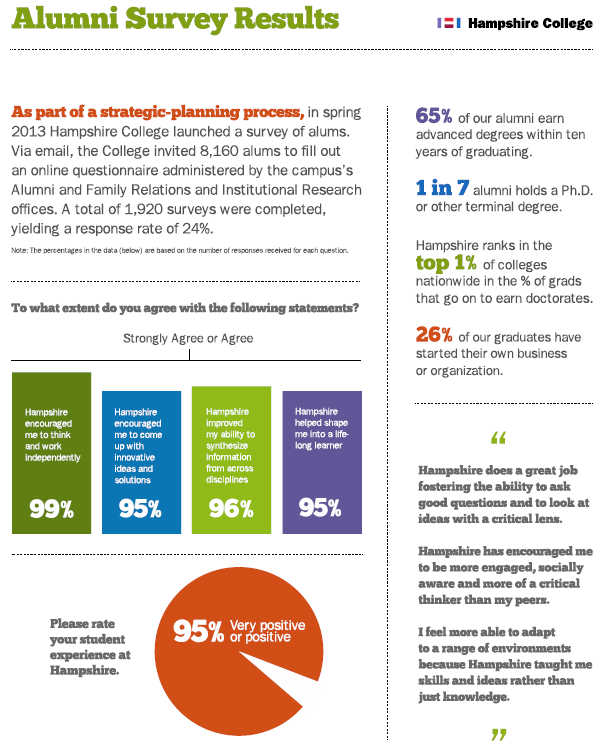 Alumni Survey Results
Hampshire College
As part of a strategic-planning process, in spring
2013 Hampshire College launched a survey of alums.
Via email, the College invited 8,160 alums to fill out
an online questionnaire administered by the campus's
Alumni and Family Relations and Institutional Research
offices. A total of 1,920 surveys were completed,
yielding a response rate of 24%.
Note: The percentages in the data (below) are based on the number of responses received for each question.
To what extent do you agree with the following statements?
Strongly Agree or Agree
Hampshire
encouraged
me to think
and work
independently
99%
Hampshire
encouraged
me to come
up with
innovative
ideas and
solutions
95%
Hampshire
improved
my ability to
synthesize
information
from across
disciplines
96%
Hampshire
helped shape
me into a life-
long learner
95%
Please rate
your student
experience at
Hampshire.
95% Very positive
or positive
65% of our alumni earn
advanced degrees within ten
years of graduating.
1 in 7 alumni holds a Ph.D.
or other terminal degree.
Hampshire ranks in the
top 1% of colleges
nationwide in the % of grads
that go on to earn doctorates.
26% of our graduates have
started their own business
or organization.
“
Hampshire does a great job
fostering the ability to ask
good questions and to look at
ideas with a critical lens.
Hampshire has encouraged me
to be more engaged, socially
aware and more of a critical
thinker than my peers.
I feel more able to adapt
to a range of environments
because Hampshire taught me
skills and ideas rather than
just knowledge.
”